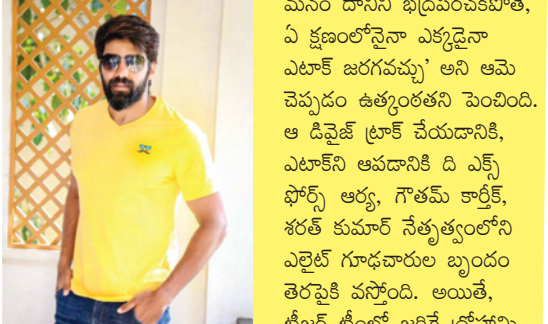 మనం దానిని భద్రపరచకపోతే,
ఏ క్షణంలోనైనా ఎక్కడైనా
ఎటాక్ జరగవచ్చు' అని ఆమె
చెప్పడం ఉత్కంఠతని పెంచింది.
ఆ డివైజ్ ట్రాక్ చేయడానికి,
ఎటాక్‌ని ఆపడానికి ది ఎక్స్
ఫోర్స్ ఆర్య, గౌతమ్ కార్తీక్,
శరత్ కుమార్ నేతృత్వంలోని
ఎలైట్ గూఢచారుల బృందం
తెరపైకి వస్తోంది. అయితే,